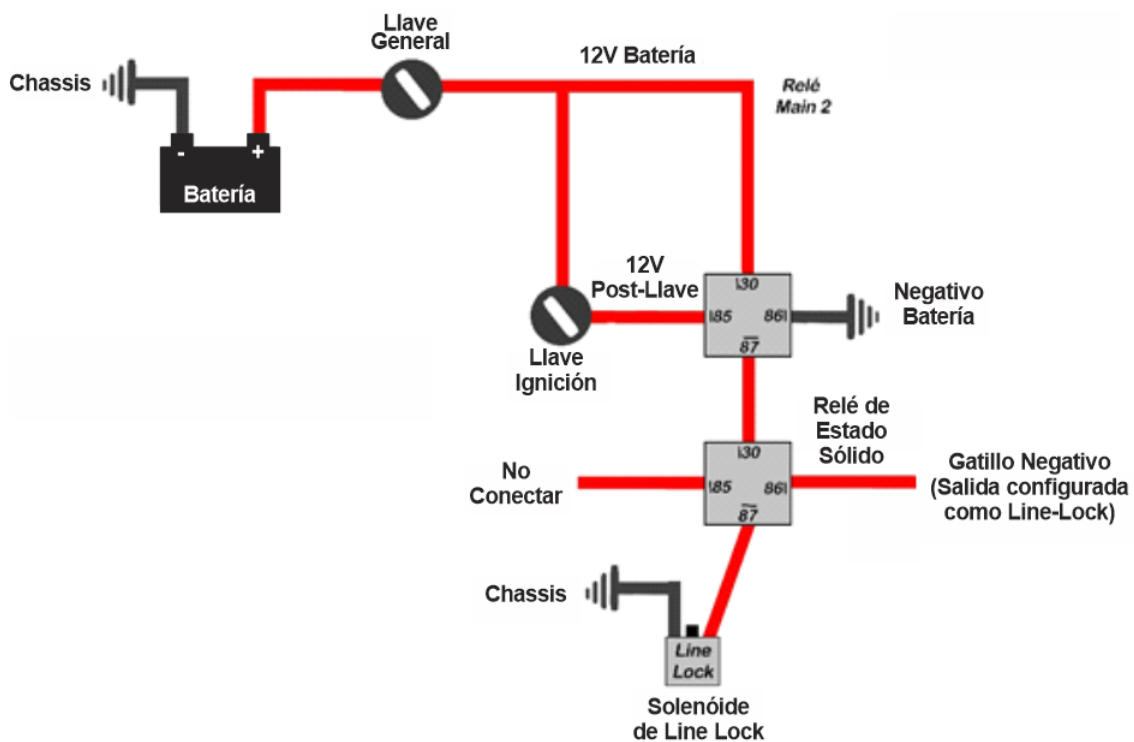 Llave
General
12V Batería
Chassis
Relé
Main 2
-
+
Batería
12V
Post-Llave
30
85
86
87
Negativo
Batería
Llave
Ignición
Relé de
Estado
Sólido
No
Conectar
30
85
86
87
Gatillo Negativo
(Salida configurada
como Line-Lock)
Chassis
Line
Lock
Solenóide
de Line Lock